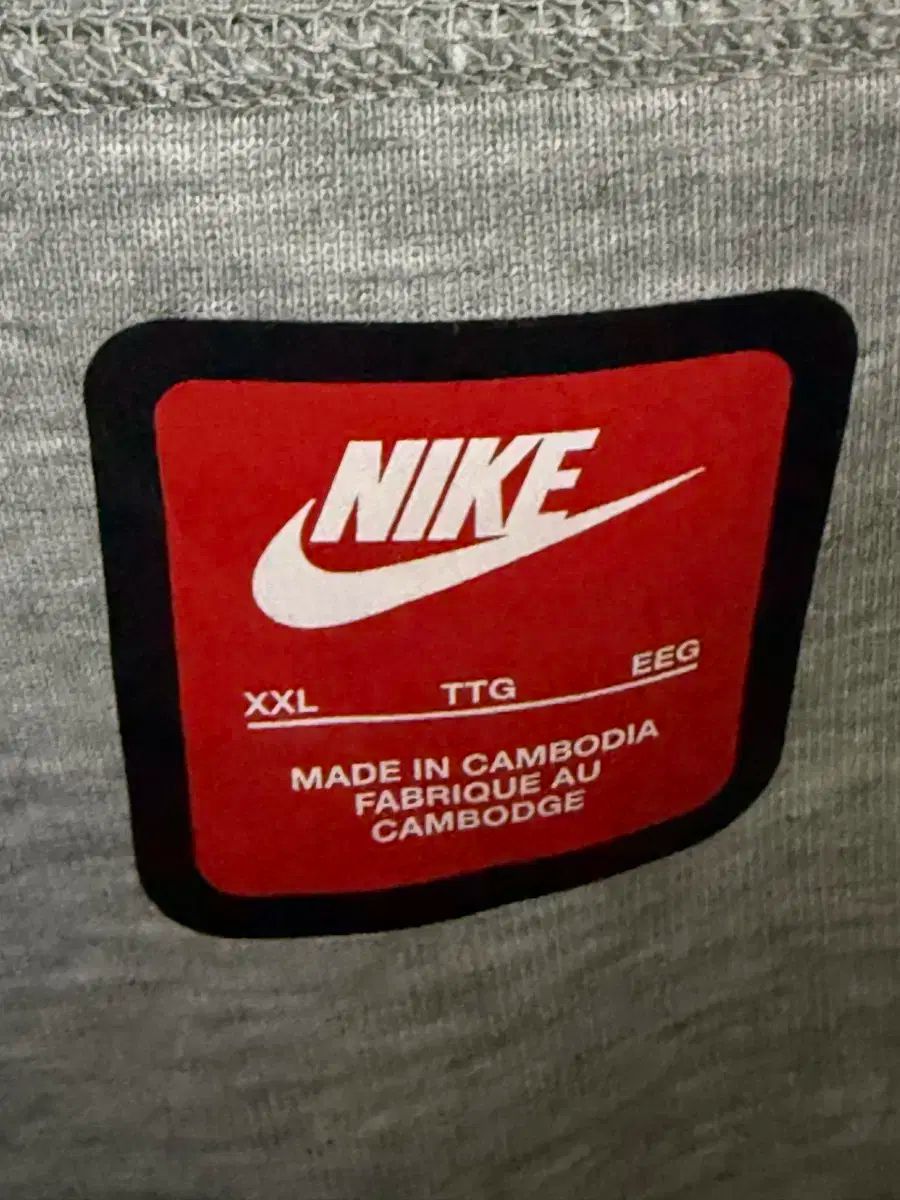 NIKE
XXL TTG EEG
MADE IN CAMBODIA
FABRIQUE AU
CAMBODGE